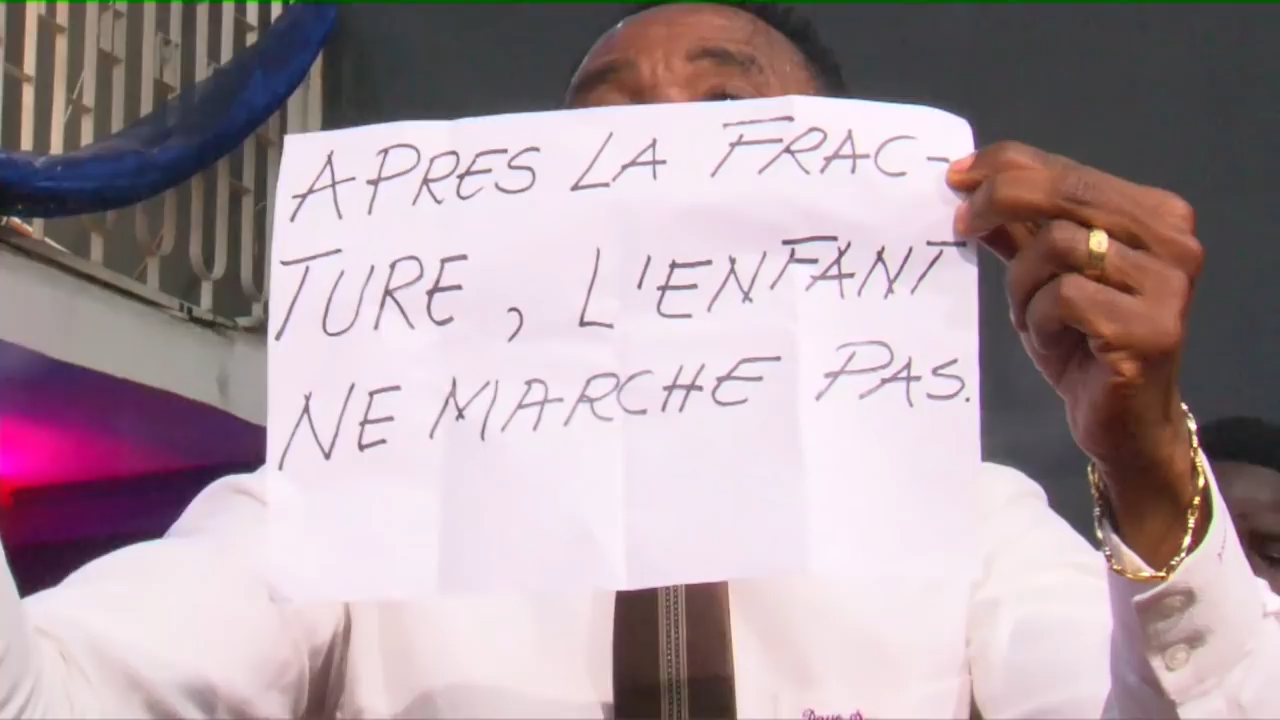 APRES LA FRAC-
TURE, L'ENFANT
NE MARCHE PAS.